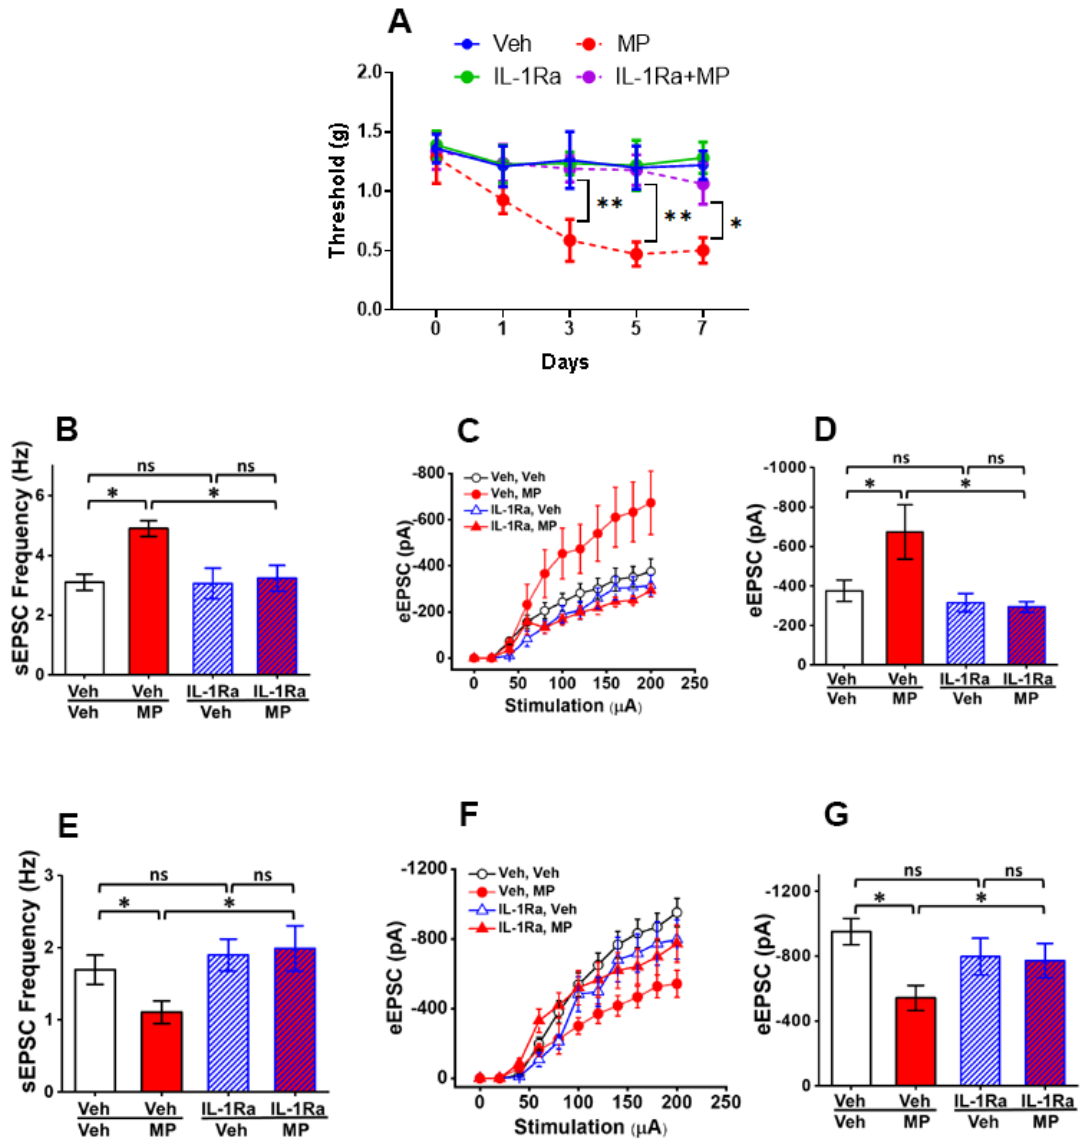 A
Veh MP
IL-1Ra IL-1Ra+MP
2.0
1.5
1.0
0.5
0.0
Threshold (g)
** ** *
0 1 3 5 7
Days
B
sEPSC Frequency (Hz)
6
4
2
0
ns ns
* *
Veh Veh IL-1Ra IL-1Ra
Veh MP Veh MP
C
eEPSC (pA)
-800
-600
-400
-200
0
Veh, Veh
Veh, MP
IL-1Ra, Veh
IL-1Ra, MP
0 50 100 150 200 250
Stimulation (µA)
D
eEPSC (pA)
-1000
-800
-600
-400
-200
0
ns ns
* *
Veh Veh IL-1Ra IL-1Ra
Veh MP Veh MP
E
sEPSC Frequency (Hz)
3
2
1
0
ns ns
* *
Veh Veh IL-1Ra IL-1Ra
Veh MP Veh MP
F
eEPSC (pA)
-1200
-800
-400
0
Veh, Veh
Veh, MP
IL-1Ra, Veh
IL-1Ra, MP
0 50 100 150 200 250
Stimulation (µA)
G
eEPSC (pA)
-1200
-800
-400
0
ns ns
* *
Veh Veh IL-1Ra IL-1Ra
Veh MP Veh MP